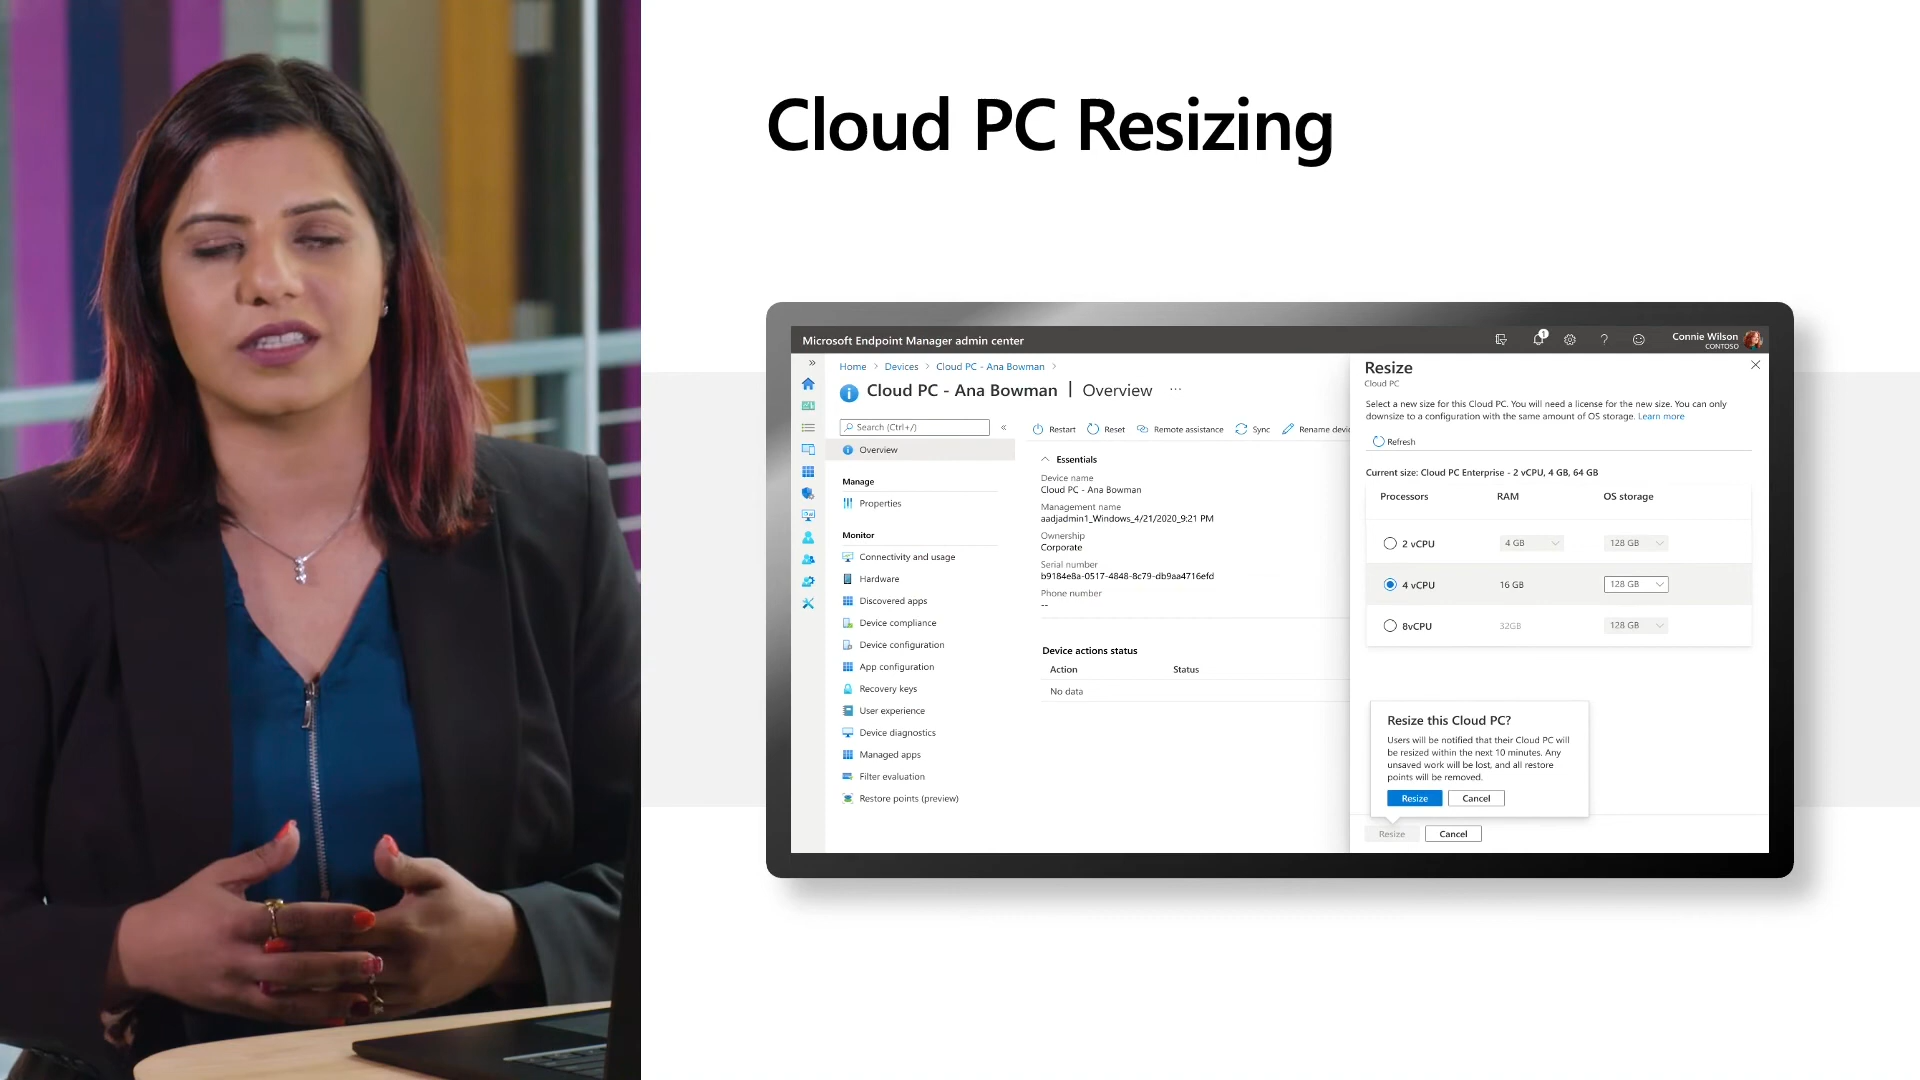 Cloud PC Resizing
Microsoft Endpoint Manager admin center
1
Connie Wilson
CONTOSO
Home > Devices > Cloud PC - Ana Bowman >
Cloud PC - Ana Bowman | Overview ...
Search (Ctrl+/)
Overview
Manage
Properties
Monitor
Connectivity and usage
Hardware
Discovered apps
Device compliance
Device configuration
App configuration
Recovery keys
User experience
Device diagnostics
Managed apps
Filter evaluation
Restore points (preview)
Restart Reset Remote assistance Sync Rename devi
Essentials
Device name
Cloud PC - Ana Bowman
Management name
aadjadmin1_Windows_4/21/2020_9:21 PM
Ownership
Corporate
Serial number
b9184e8a-0517-4848-8c79-db9aa4716efd
Phone number
--
Device actions status
Action Status
No data
Resize
Cloud PC
Select a new size for this Cloud PC. You will need a license for the new size. You can only
downsize to a configuration with the same amount of OS storage. Learn more
Refresh
Current size: Cloud PC Enterprise - 2 vCPU, 4 GB, 64 GB
Processors RAM OS storage
2 vCPU 4 GB 128 GB
4 vCPU 16 GB 128 GB
8vCPU 32GB 128 GB
Resize this Cloud PC?
Users will be notified that their Cloud PC will
be resized within the next 10 minutes. Any
unsaved work will be lost, and all restore
points will be removed.
Resize Cancel
Resize Cancel